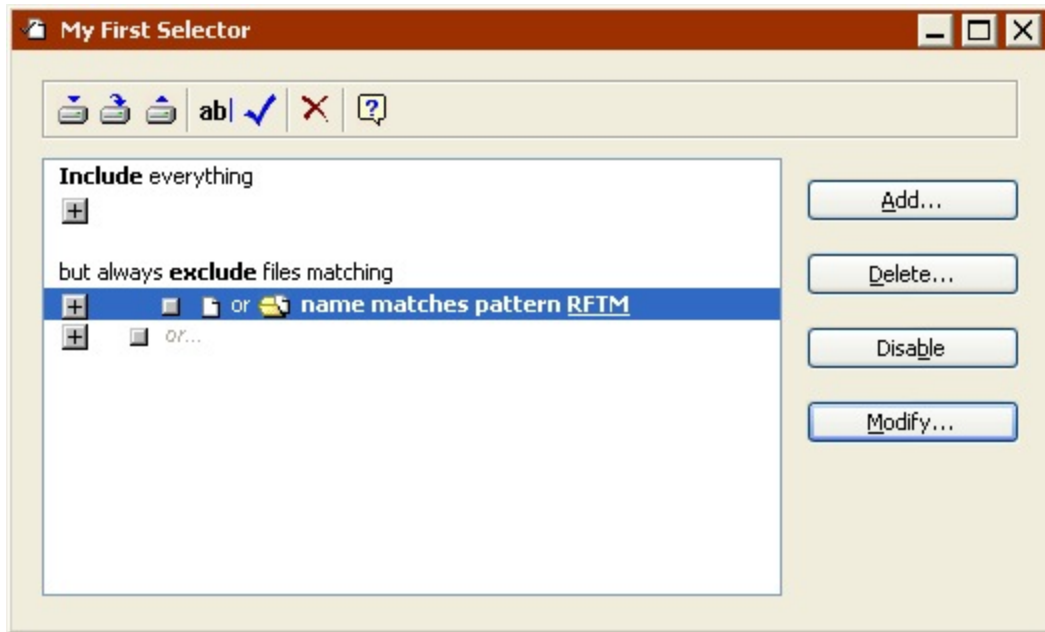 My First Selector
ab
Include everything
but always exclude files matching
or name matches pattern RFTM
or...
Add...
Delete...
Disable
Modify...